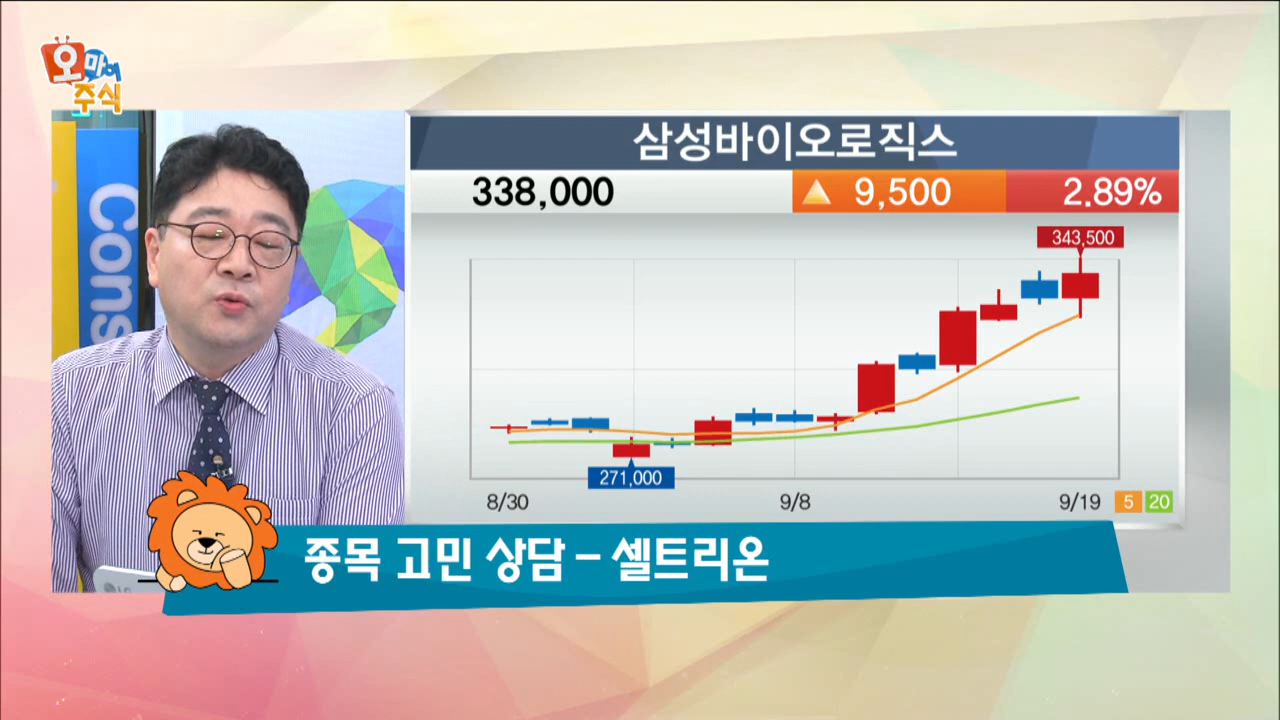 오마이
주식
Cons
삼성바이오로직스
338,000 ▲ 9,500 2.89%
343,500
271,000
8/30 9/8 9/19 5 20
종목 고민 상담 – 셀트리온
LG